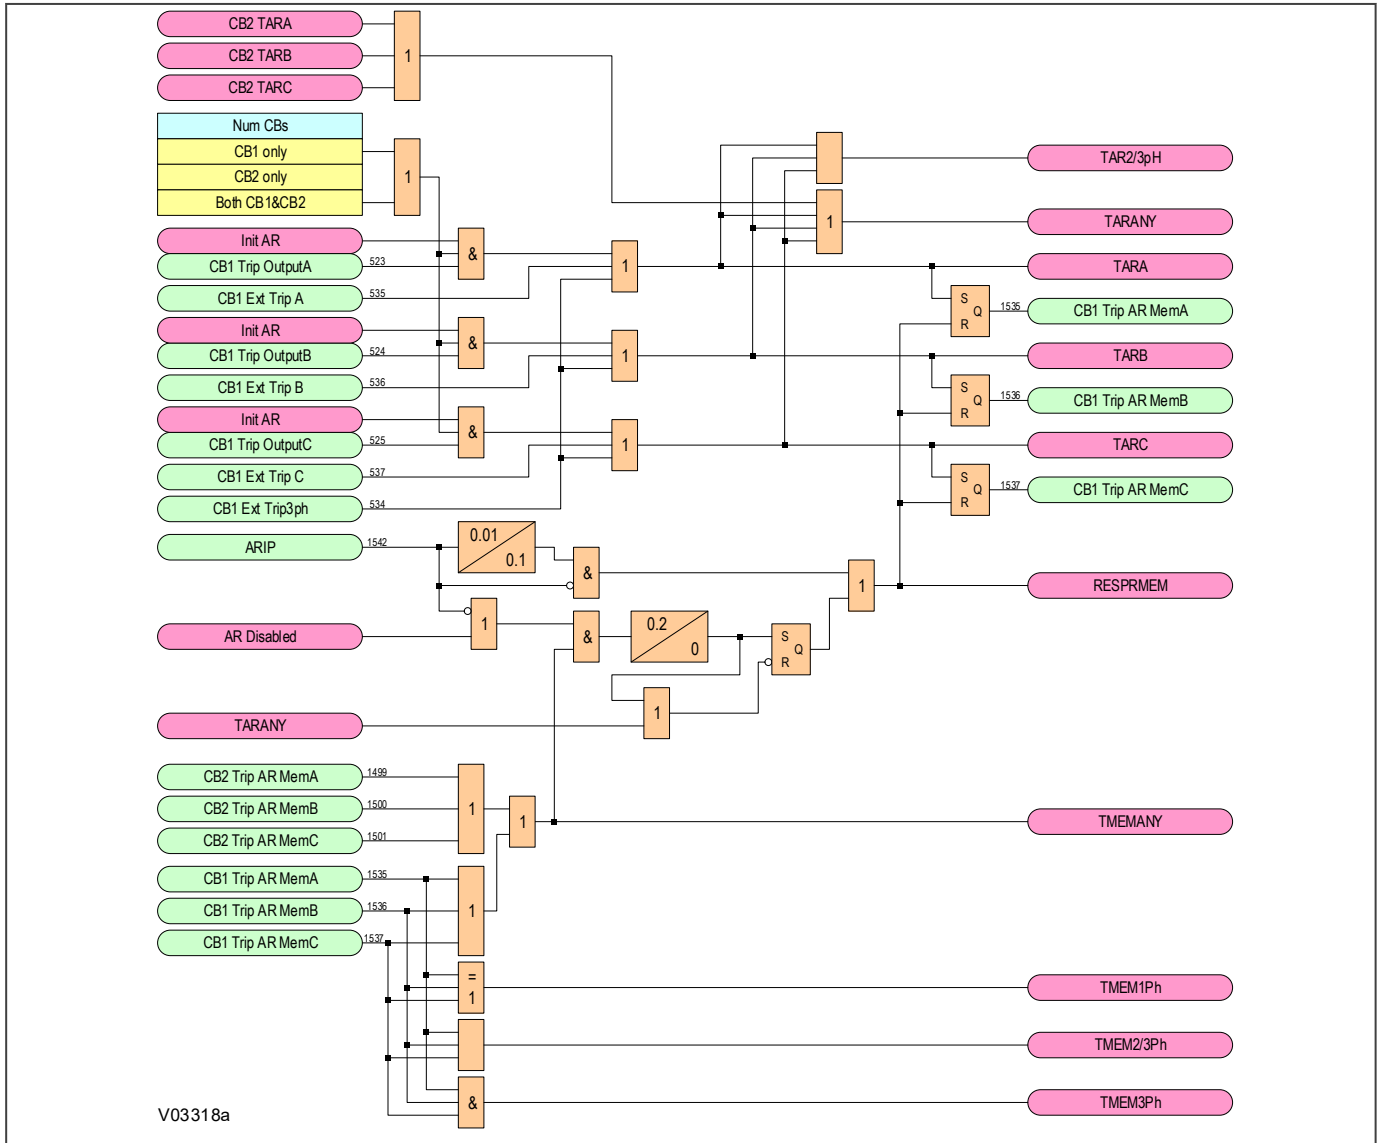 CB2 TARA
CB2 TARB
1
CB2 TARC
Num CBs
CB1 only
CB2 only
1
Both CB1&CB2
TAR2/3pH
1
TARANY
Init AR
CB1 Trip OutputA
523
&
CB1 Ext Trip A
535
1
TARA
S
Q
R
1535
CB1 Trip AR MemA
Init AR
CB1 Trip OutputB
524
&
CB1 Ext Trip B
536
1
TARB
S
Q
R
1536
CB1 Trip AR MemB
Init AR
CB1 Trip OutputC
525
&
CB1 Ext Trip C
537
1
TARC
S
Q
R
1537
CB1 Trip AR MemC
CB1 Ext Trip3ph
534
ARIP
1542
0.01
0.1
&
1
RESPRMEM
AR Disabled
1
&
0.2
0
S
Q
R
TARANY
1
CB2 Trip AR MemA
1499
CB2 Trip AR MemB
1500
1
CB2 Trip AR MemC
1501
1
TMEMANY
CB1 Trip AR MemA
1535
CB1 Trip AR MemB
1536
1
CB1 Trip AR MemC
1537
=
1
TMEM1Ph
TMEM2/3Ph
&
TMEM3Ph
V03318a